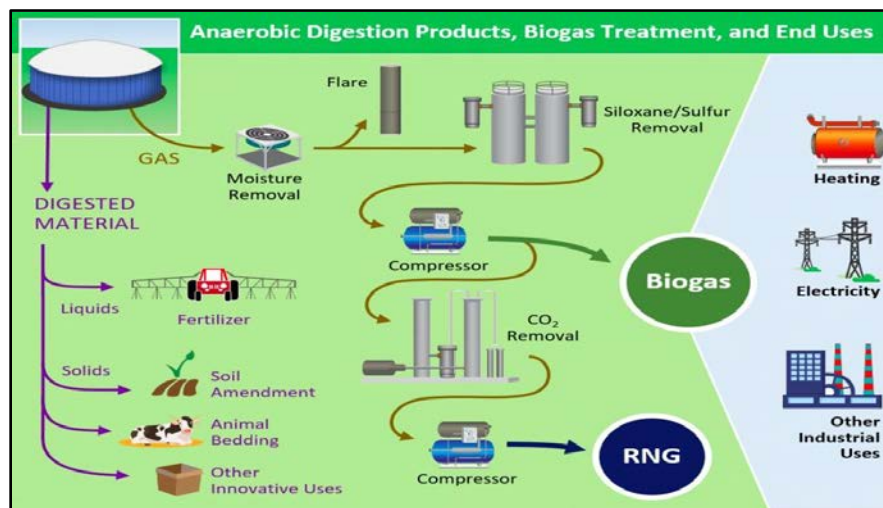 Anaerobic Digestion Products, Biogas Treatment, and End Uses
Flare
GAS
Moisture
Removal
Siloxane/Sulfur
Removal
Heating
DIGESTED
MATERIAL
Compressor
Biogas
Electricity
Liquids
Fertilizer
CO₂
Removal
Solids
Soil
Amendment
Animal
Bedding
Other
Innovative Uses
Compressor
RNG
Other
Industrial
Uses